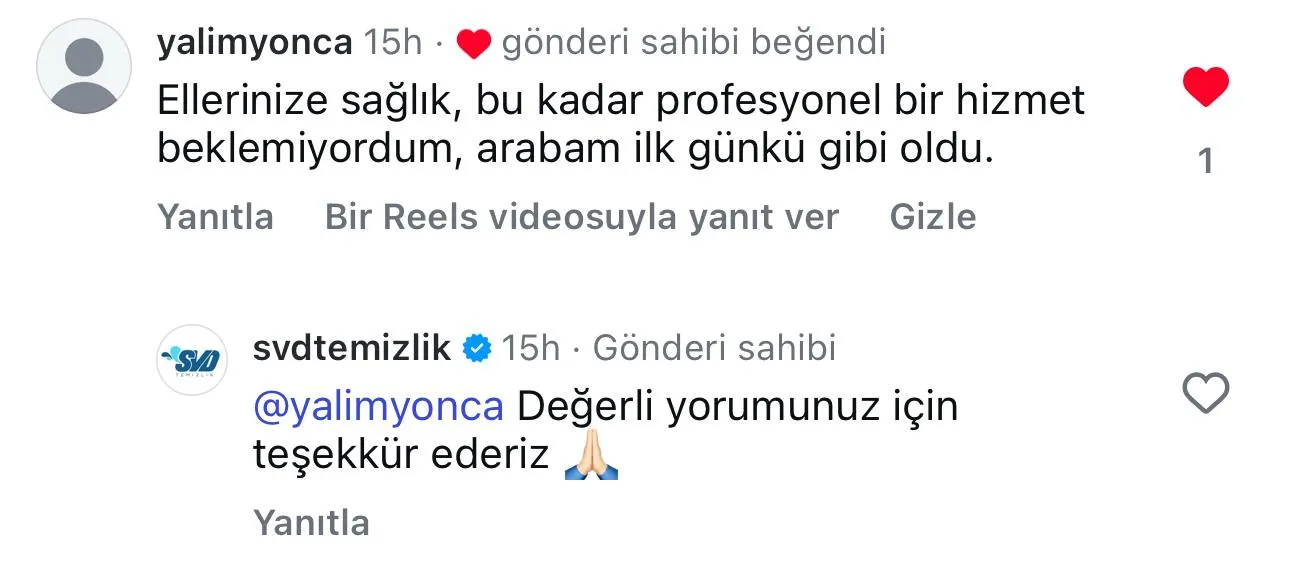 yalimyonca 15h · ❤️ gönderi sahibi beğendi
Ellerinize sağlık, bu kadar profesyonel bir hizmet
beklemiyordum, arabam ilk günkü gibi oldu.
1
Yanıtla Bir Reels videosuyla yanıt ver Gizle
SVD
TEMİZLİK
svdtemizlik 15h · Gönderi sahibi
@yalimyonca Değerli yorumunuz için
teşekkür ederiz 🙏🏻
Yanıtla